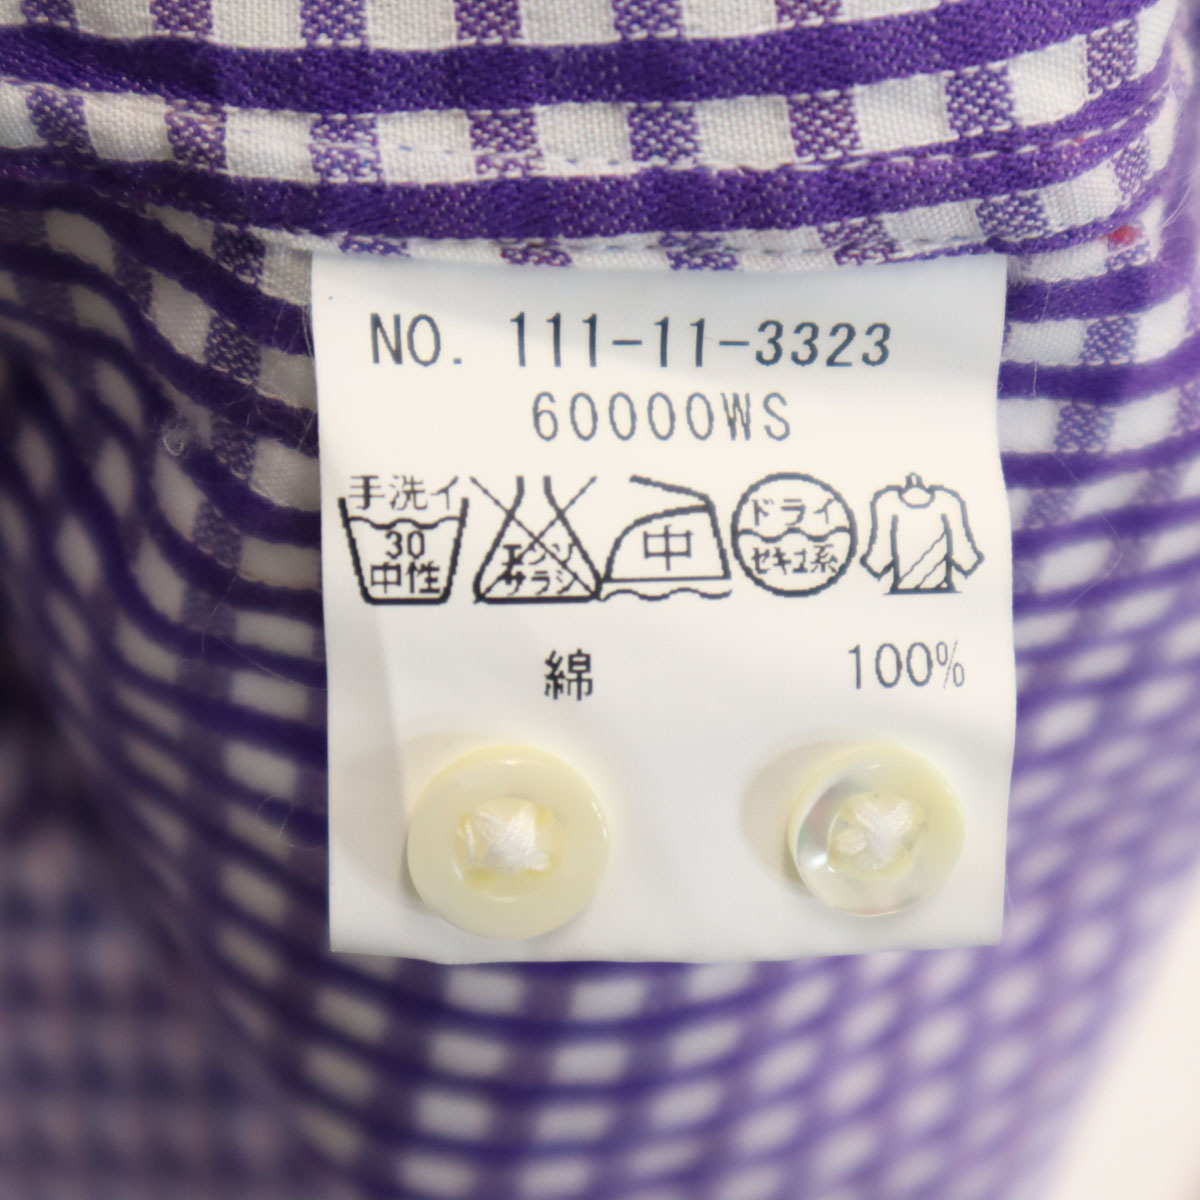 NO. 111-11-3323
60000WS
手洗イ
30
中性
エンソ
サラシ
中
ドライ
セキユ系
綿 100%